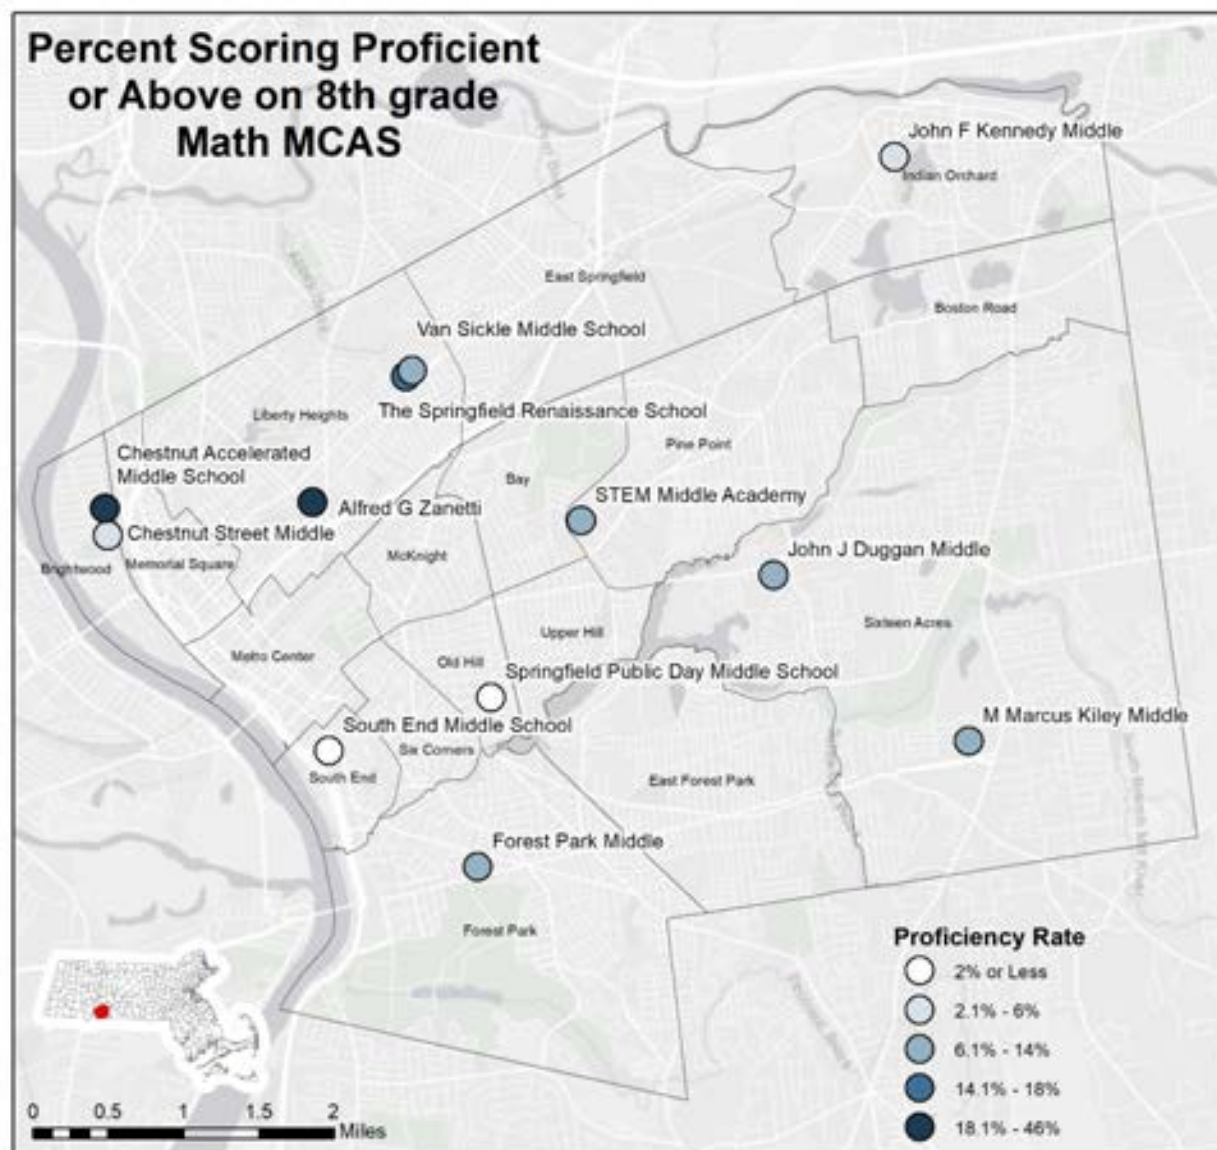 Percent Scoring Proficient
or Above on 8th grade
Math MCAS
John F Kennedy Middle
Indian Orchard
East Springfield
Boston Road
Van Sickle Middle School
Liberty Heights
The Springfield Renaissance School
Pine Point
Chestnut Accelerated
Middle School
Bay
STEM Middle Academy
Alfred G Zanetti
Chestnut Street Middle
McKnight
John J Duggan Middle
Brightwood
Memorial Square
Sixteen Acres
Upper Hill
Metro Center
Old Hill
Springfield Public Day Middle School
South End Middle School
M Marcus Kiley Middle
Six Corners
South End
East Forest Park
Forest Park Middle
Forest Park
Proficiency Rate
2% or Less
2.1% - 6%
6.1% - 14%
14.1% - 18%
18.1% - 46%
0 0.5 1 1.5 2
Miles